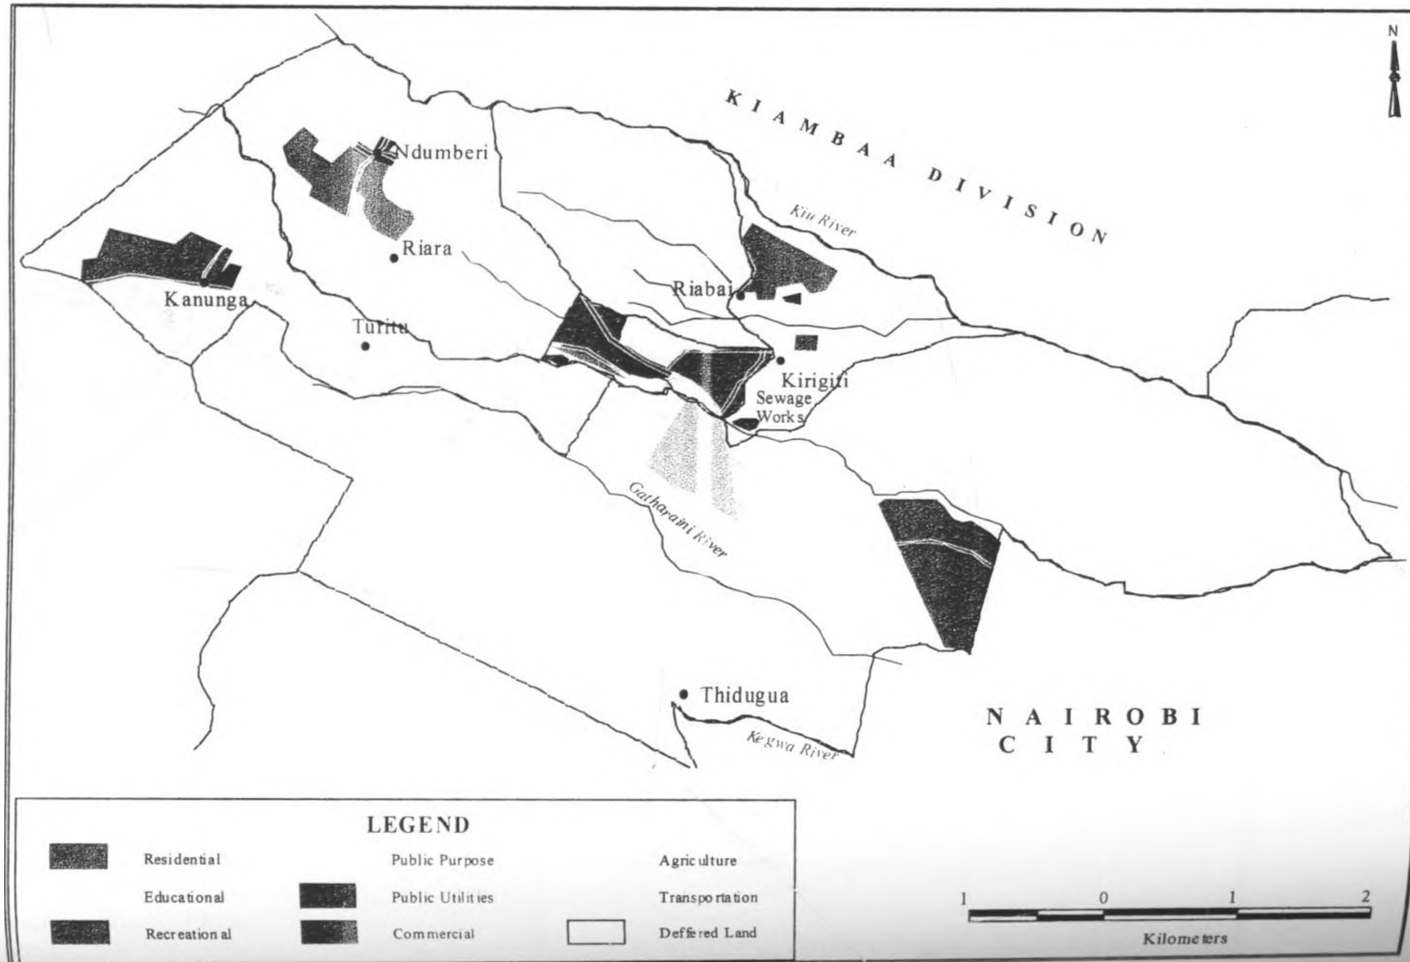 N
KIAMBAA DIVISION
Ndumberi
Kiu River
Riara
Riabai
Kanunga
Turitu
Kirigiti
Sewage
Works
Gatharaini River
Thidugua
Kegwa River
NAIROBI
CITY
LEGEND
Residential
Public Purpose
Agriculture
Educational
Public Utilities
Transportation
Recreational
Commercial
Deffered Land
1 0 1 2
Kilometers